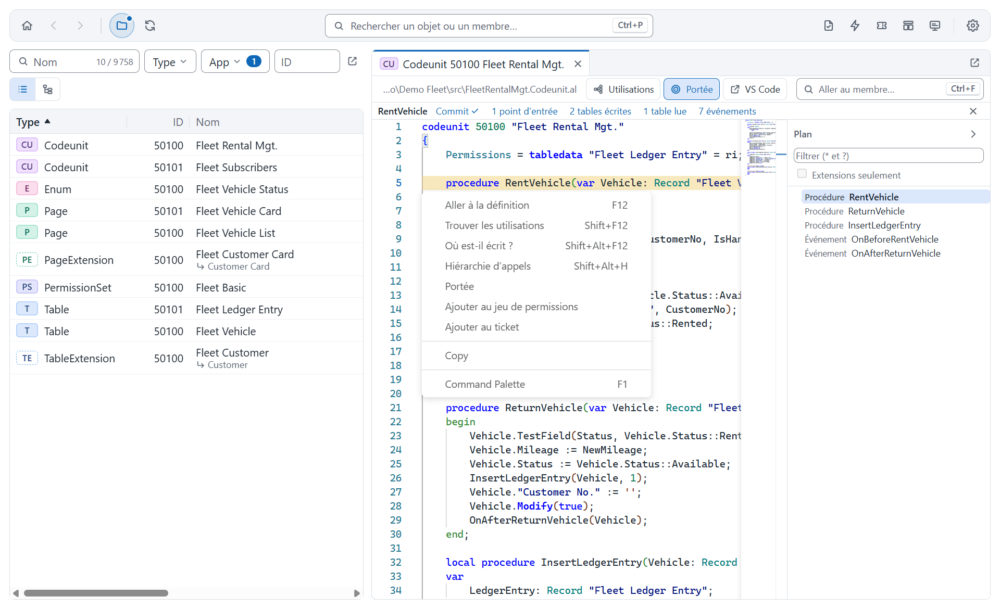 Rechercher un objet ou un membre... Ctrl+P
Nom 10 / 9 758 Type App 1 ID
Type ID Nom
CU Codeunit 50100 Fleet Rental Mgt.
CU Codeunit 50101 Fleet Subscribers
E Enum 50100 Fleet Vehicle Status
P Page 50101 Fleet Vehicle Card
P Page 50100 Fleet Vehicle List
PE PageExtension 50100 Fleet Customer Card
↳ Customer Card
PS PermissionSet 50100 Fleet Basic
T Table 50101 Fleet Ledger Entry
T Table 50100 Fleet Vehicle
TE TableExtension 50100 Fleet Customer
↳ Customer
CU Codeunit 50100 Fleet Rental Mgt.
...o\Demo Fleet\src\FleetRentalMgt.Codeunit.al Utilisations Portée VS Code Aller au membre... Ctrl+F
RentVehicle Commit ✓ 1 point d’entrée 2 tables écrites 1 table lue 7 événements
1 codeunit 50100 "Fleet Rental Mgt."
2 {
3 Permissions = tabledata "Fleet Ledger Entry" = ri;
4
5 procedure RentVehicle(var Vehicle: Record "Fleet V
6
7
8
9 ustomerNo, IsHan
10
11
12
13 cle.Status::Avai
14 ", CustomerNo);
15 us::Rented;
16
17
18
19
20
21 procedure ReturnVehicle(var Vehicle: Record "Fleet
22 begin
23 Vehicle.TestField(Status, Vehicle.Status::Rent
24 Vehicle.Mileage := NewMileage;
25 Vehicle.Status := Vehicle.Status::Available;
26 InsertLedgerEntry(Vehicle, 1);
27 Vehicle."Customer No." := '';
28 Vehicle.Modify(true);
29 OnAfterReturnVehicle(Vehicle);
30 end;
31
32 local procedure InsertLedgerEntry(Vehicle: Record
33 var
34 LedgerEntry: Record "Fleet Ledger Entry";
Aller à la définition F12
Trouver les utilisations Shift+F12
Où est-il écrit ? Shift+Alt+F12
Hiérarchie d’appels Shift+Alt+H
Portée
Ajouter au jeu de permissions
Ajouter au ticket
Copy
Command Palette F1
Plan
Filtrer (* et ?)
Extensions seulement
Procédure RentVehicle
Procédure ReturnVehicle
Procédure InsertLedgerEntry
Événement OnBeforeRentVehicle
Événement OnAfterReturnVehicle